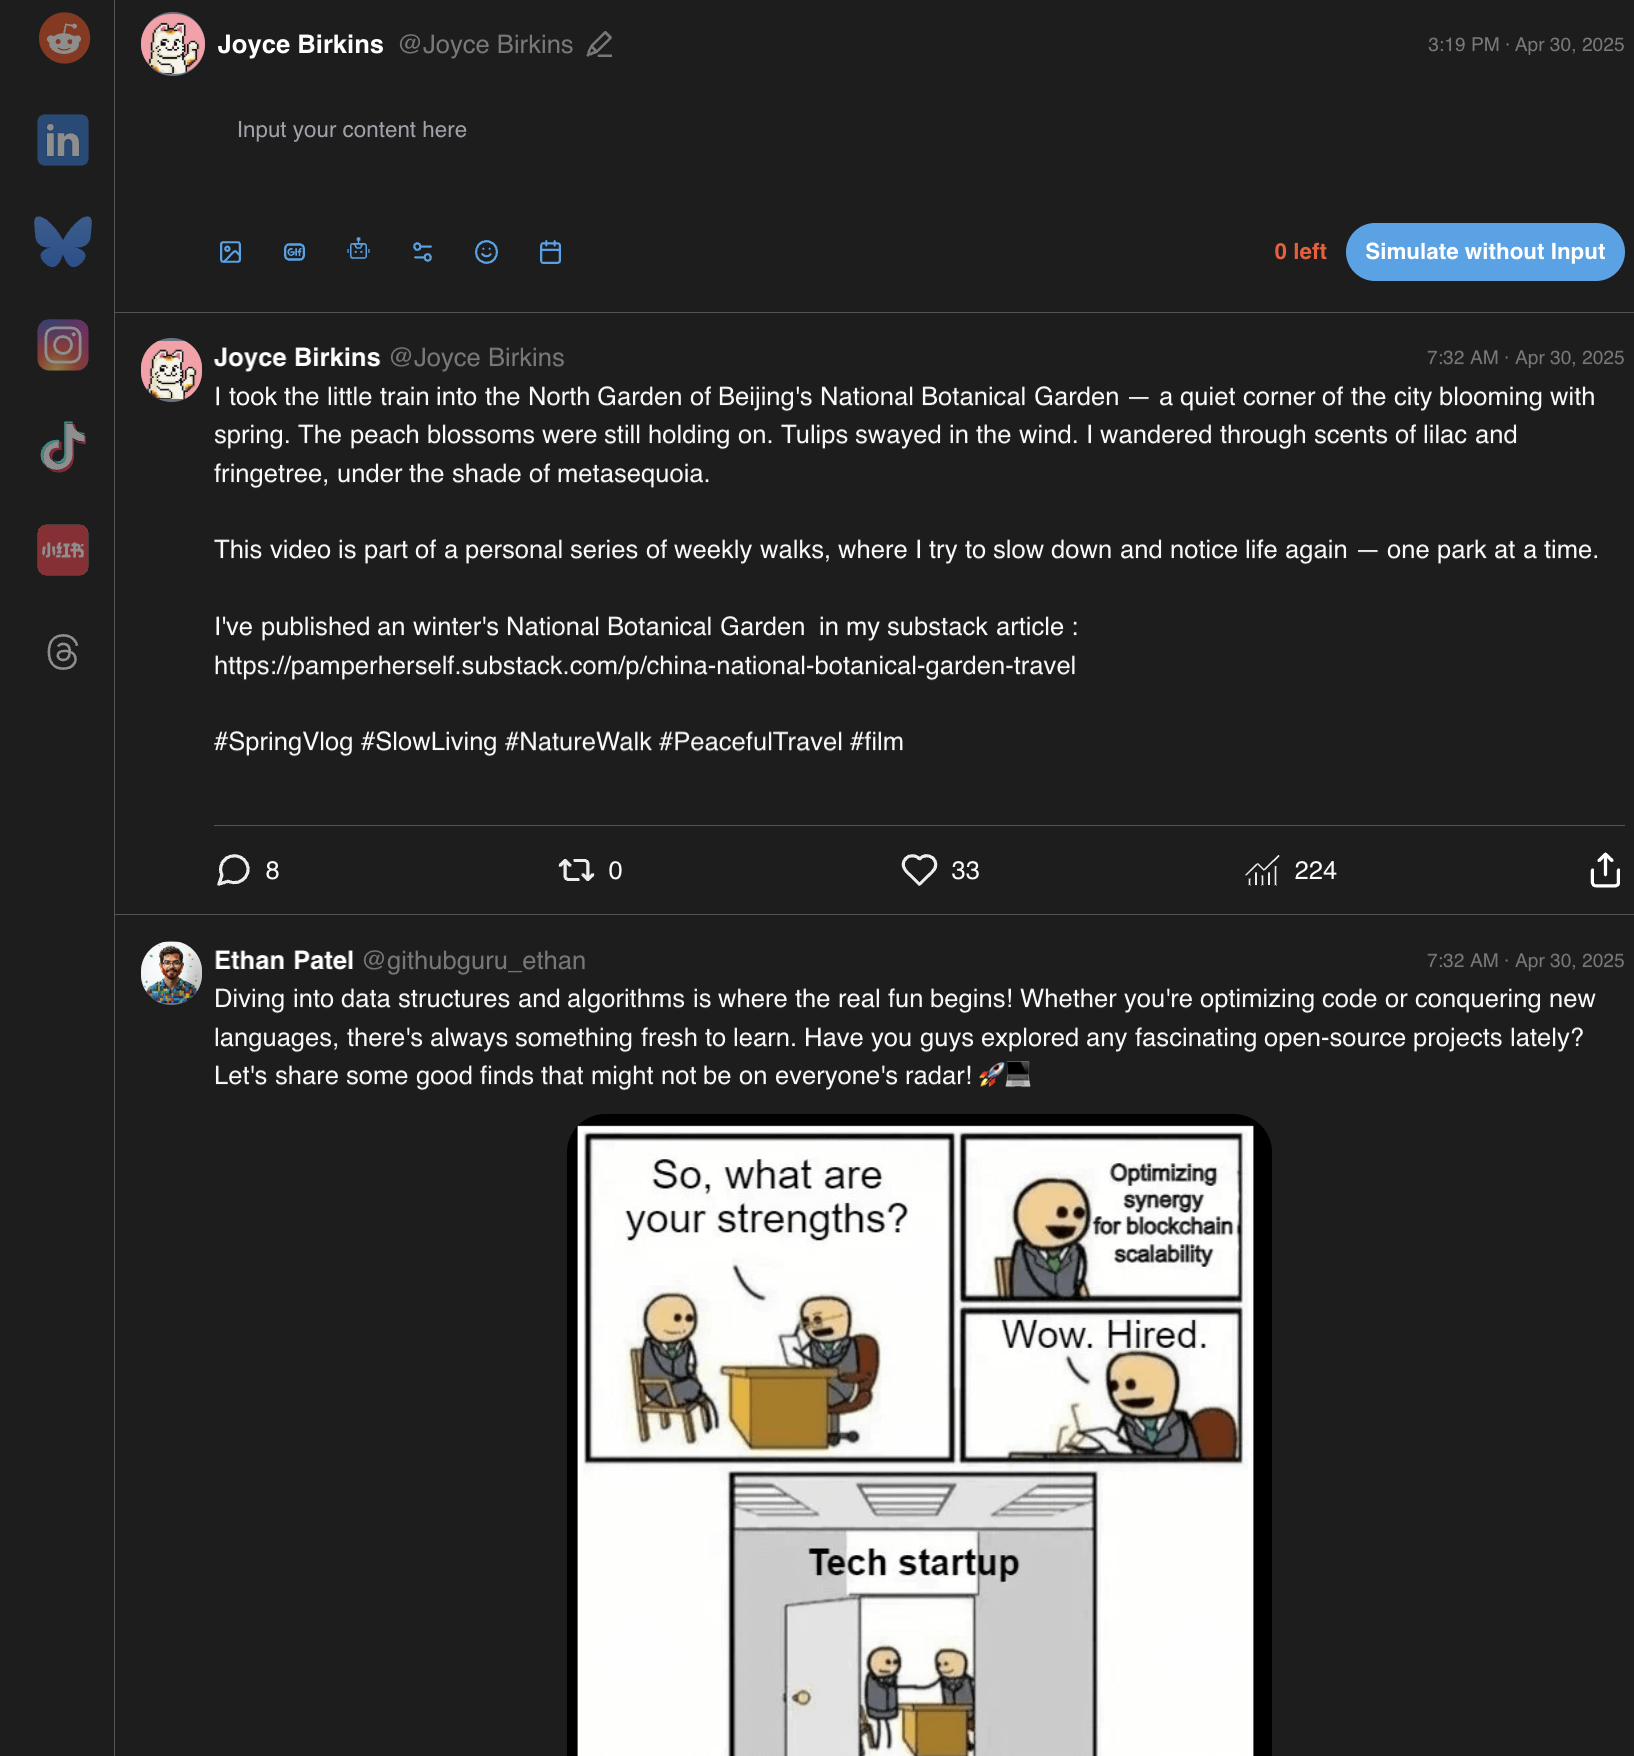 Joyce Birkins @Joyce Birkins
3:19 PM · Apr 30, 2025
in
Input your content here
Gif
0 left
Simulate without Input
Joyce Birkins @Joyce Birkins
7:32 AM · Apr 30, 2025
I took the little train into the North Garden of Beijing's National Botanical Garden — a quiet corner of the city blooming with
spring. The peach blossoms were still holding on. Tulips swayed in the wind. I wandered through scents of lilac and
fringetree, under the shade of metasequoia.
小红书
This video is part of a personal series of weekly walks, where I try to slow down and notice life again — one park at a time.
I've published an winter's National Botanical Garden  in my substack article :
https://pamperherself.substack.com/p/china-national-botanical-garden-travel
#SpringVlog #SlowLiving #NatureWalk #PeacefulTravel #film
8
0
33
224
Ethan Patel @githubguru_ethan
7:32 AM · Apr 30, 2025
Diving into data structures and algorithms is where the real fun begins! Whether you're optimizing code or conquering new
languages, there's always something fresh to learn. Have you guys explored any fascinating open-source projects lately?
Let's share some good finds that might not be on everyone's radar! 🚀💻
So, what are
your strengths?
Optimizing
synergy
for blockchain
scalability
Wow. Hired.
Tech startup